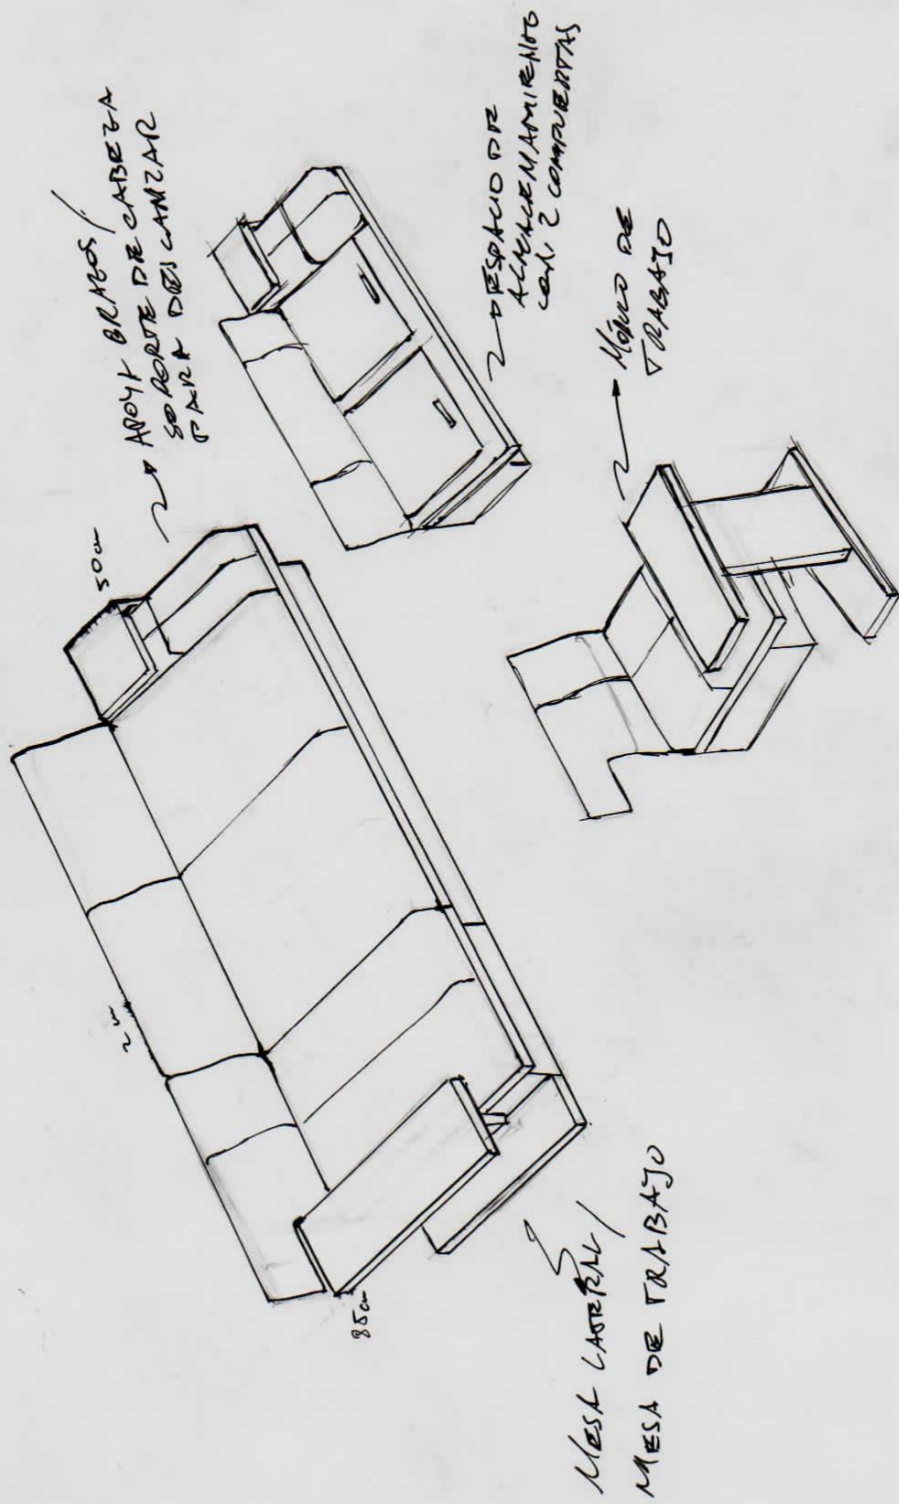 APOYA BRAZOS/
SOPORTE DE CABEZA
PARA DESCANZAR
50cm
2m
85cm
ESPACIO DE
ALMACENAMIENTO
CON 2 COMPUERTAS
MÓDULO DE
TRABAJO
MESA LATERAL/
MESA DE TRABAJO